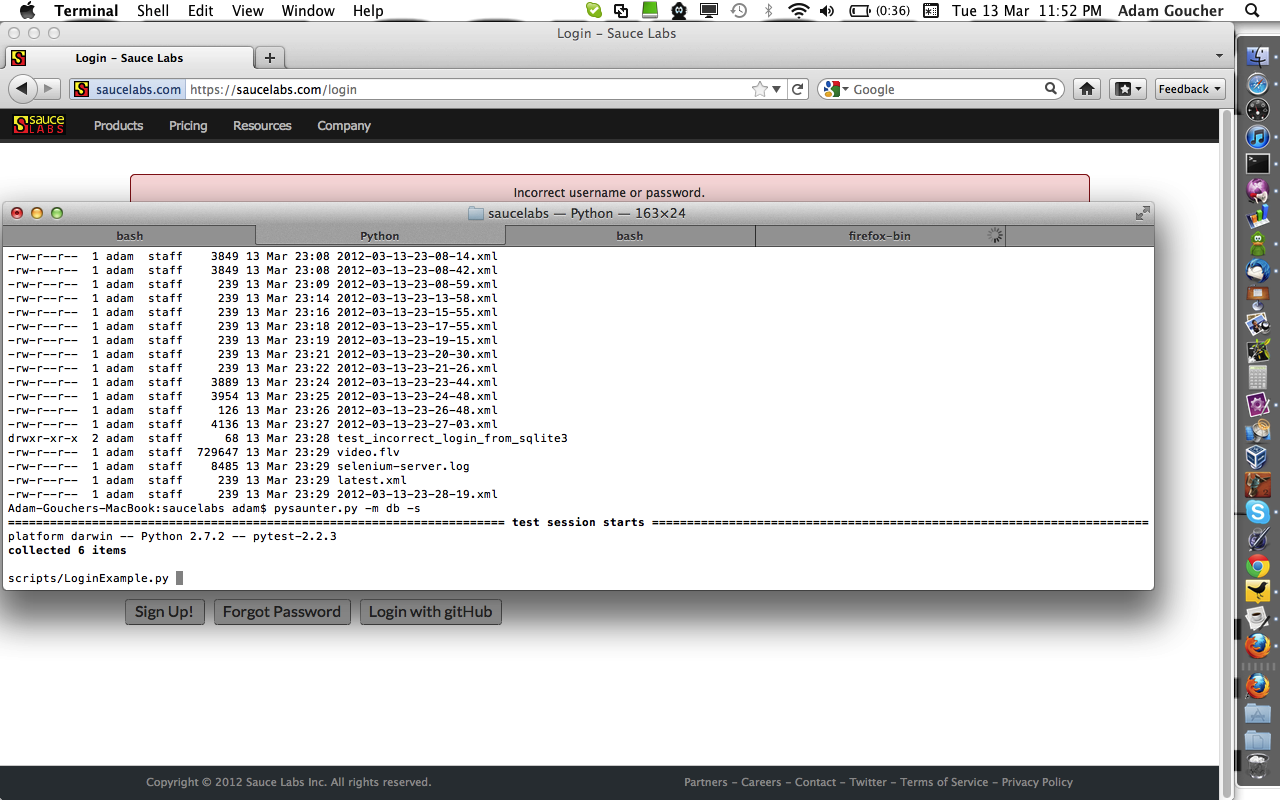 Terminal Shell Edit View Window Help (0:36) Tue 13 Mar 11:52 PM Adam Goucher
Login – Sauce Labs
Login – Sauce Labs
saucelabs.com https://saucelabs.com/login Google Feedback
sauce LABS Products Pricing Resources Company
Incorrect username or password.
saucelabs — Python — 163×24
bash Python bash firefox-bin
-rw-r--r-- 1 adam staff 3849 13 Mar 23:08 2012-03-13-23-08-14.xml
-rw-r--r-- 1 adam staff 3849 13 Mar 23:08 2012-03-13-23-08-42.xml
-rw-r--r-- 1 adam staff 239 13 Mar 23:09 2012-03-13-23-08-59.xml
-rw-r--r-- 1 adam staff 239 13 Mar 23:14 2012-03-13-23-13-58.xml
-rw-r--r-- 1 adam staff 239 13 Mar 23:16 2012-03-13-23-15-55.xml
-rw-r--r-- 1 adam staff 239 13 Mar 23:18 2012-03-13-23-17-55.xml
-rw-r--r-- 1 adam staff 239 13 Mar 23:19 2012-03-13-23-19-15.xml
-rw-r--r-- 1 adam staff 239 13 Mar 23:21 2012-03-13-23-20-30.xml
-rw-r--r-- 1 adam staff 239 13 Mar 23:22 2012-03-13-23-21-26.xml
-rw-r--r-- 1 adam staff 3889 13 Mar 23:24 2012-03-13-23-23-44.xml
-rw-r--r-- 1 adam staff 3954 13 Mar 23:25 2012-03-13-23-24-48.xml
-rw-r--r-- 1 adam staff 126 13 Mar 23:26 2012-03-13-23-26-48.xml
-rw-r--r-- 1 adam staff 4136 13 Mar 23:27 2012-03-13-23-27-03.xml
drwxr-xr-x 2 adam staff 68 13 Mar 23:28 test_incorrect_login_from_sqlite3
-rw-r--r-- 1 adam staff 729647 13 Mar 23:29 video.flv
-rw-r--r-- 1 adam staff 8485 13 Mar 23:29 selenium-server.log
-rw-r--r-- 1 adam staff 239 13 Mar 23:29 latest.xml
-rw-r--r-- 1 adam staff 239 13 Mar 23:29 2012-03-13-23-28-19.xml
Adam-Gouchers-MacBook:saucelabs adam$ pysaunter.py -m db -s
======================================================================= test session starts =======================================================================
platform darwin -- Python 2.7.2 -- pytest-2.2.3
collected 6 items
scripts/LoginExample.py
Sign Up! Forgot Password Login with gitHub
Copyright © 2012 Sauce Labs Inc. All rights reserved. Partners – Careers – Contact – Twitter – Terms of Service – Privacy Policy